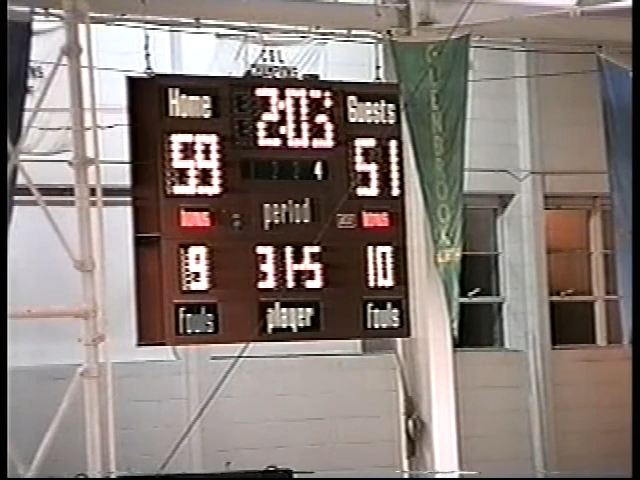 Home 2:03 Guests
59 51
4
bonus period bonus
9 31-5 10
fouls player fouls
GLENBROOK